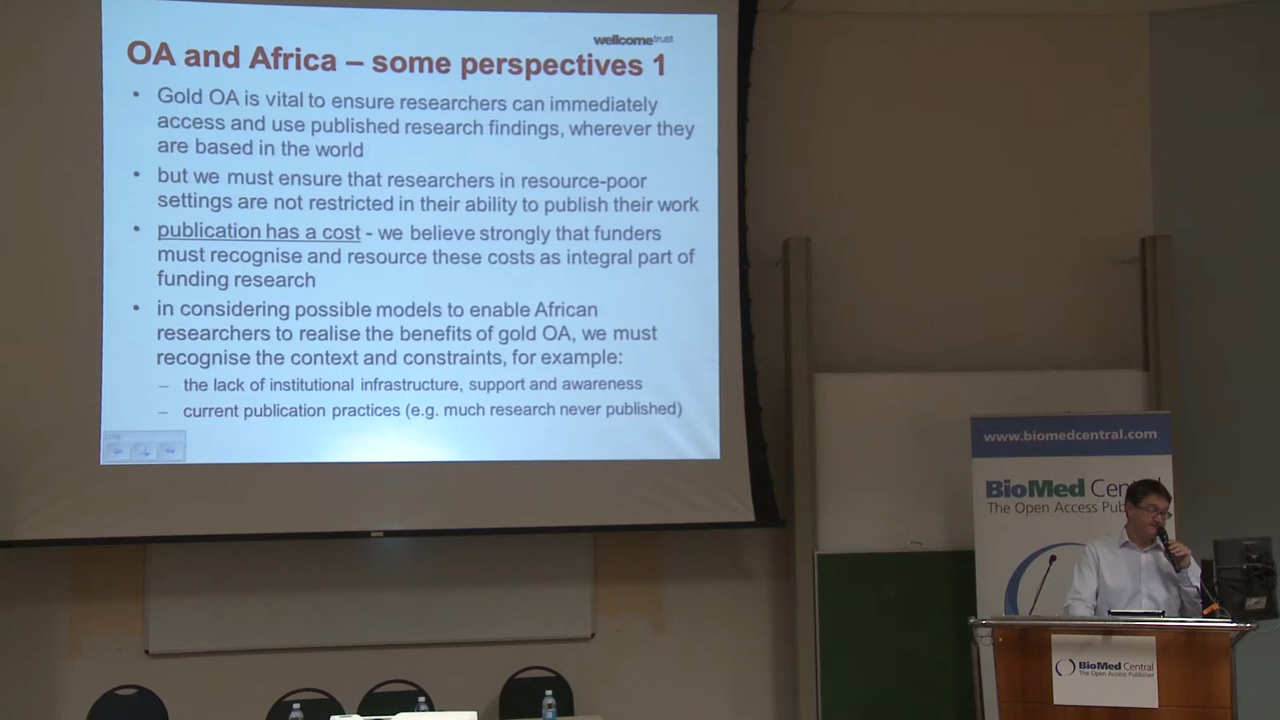 wellcometrust
OA and Africa – some perspectives 1
• Gold OA is vital to ensure researchers can immediately
access and use published research findings, wherever they
are based in the world
• but we must ensure that researchers in resource-poor
settings are not restricted in their ability to publish their work
• publication has a cost - we believe strongly that funders
must recognise and resource these costs as integral part of
funding research
• in considering possible models to enable African
researchers to realise the benefits of gold OA, we must
recognise the context and constraints, for example:
– the lack of institutional infrastructure, support and awareness
– current publication practices (e.g. much research never published)
www.biomedcentral.com
BioMed Cen
The Open Access Pub
BioMed Central
The Open Access Publisher